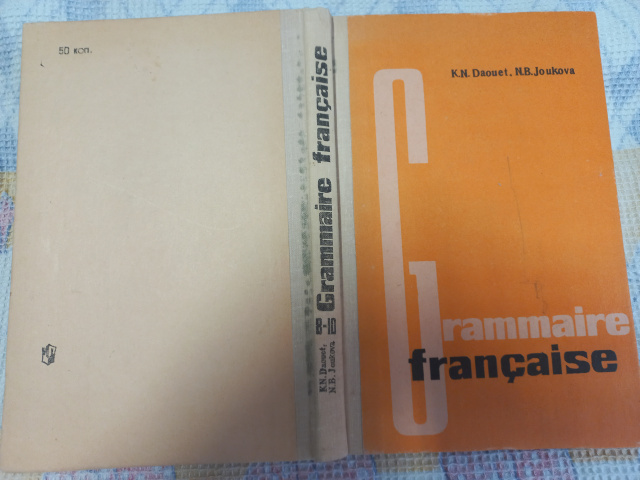 50 коп.
K.N. Daouet,
N.B. Joukova
8-10
Grammaire française
K.N. Daouet, N.B. Joukova
Grammaire
française